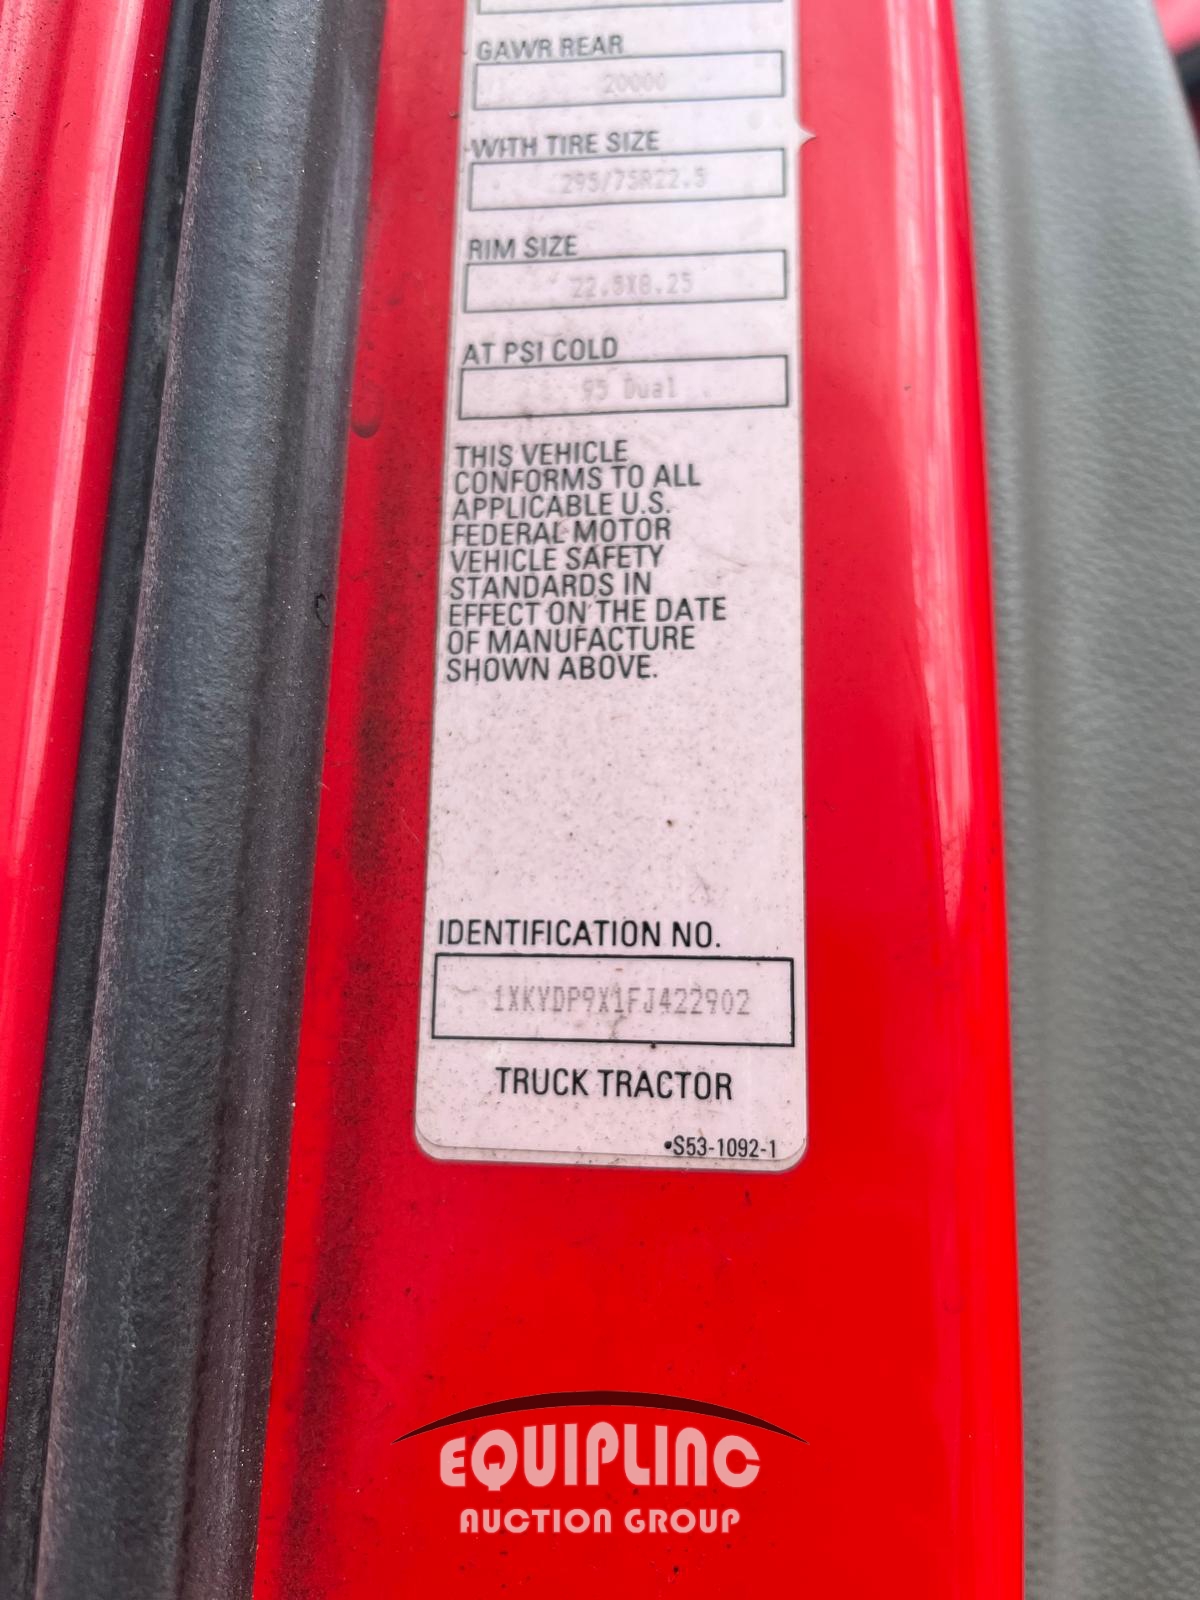 GAWR REAR
20000
WITH TIRE SIZE
295/75R22.5
RIM SIZE
22.5X8.25
AT PSI COLD
95 Dual
THIS VEHICLE
CONFORMS TO ALL
APPLICABLE U.S.
FEDERAL MOTOR
VEHICLE SAFETY
STANDARDS IN
EFFECT ON THE DATE
OF MANUFACTURE
SHOWN ABOVE.
IDENTIFICATION NO.
1XKYDP9X1FJ422902
TRUCK TRACTOR
•S53-1092-1
EQUIPLINC
AUCTION GROUP